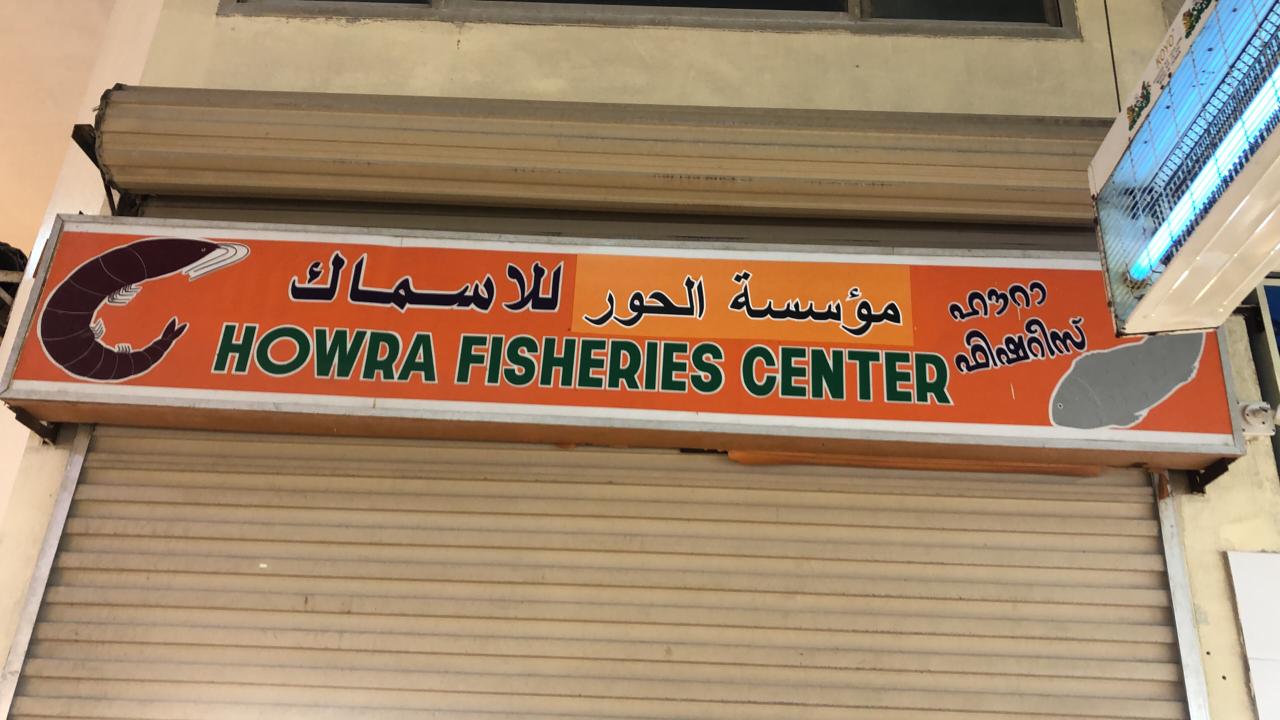 مؤسسة الحور للاسماك
HOWRA FISHERIES CENTER
ഹൗറാ
ഫിഷറീസ്